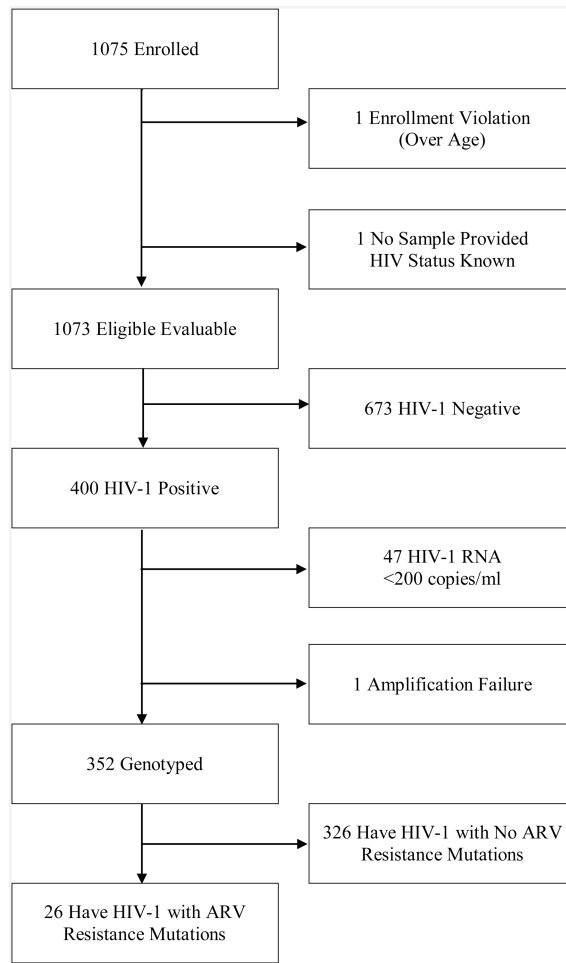 1075 Enrolled
1 Enrollment Violation
(Over Age)
1 No Sample Provided
HIV Status Known
1073 Eligible Evaluable
673 HIV-1 Negative
400 HIV-1 Positive
47 HIV-1 RNA
<200 copies/ml
1 Amplification Failure
352 Genotyped
326 Have HIV-1 with No ARV
Resistance Mutations
26 Have HIV-1 with ARV
Resistance Mutations